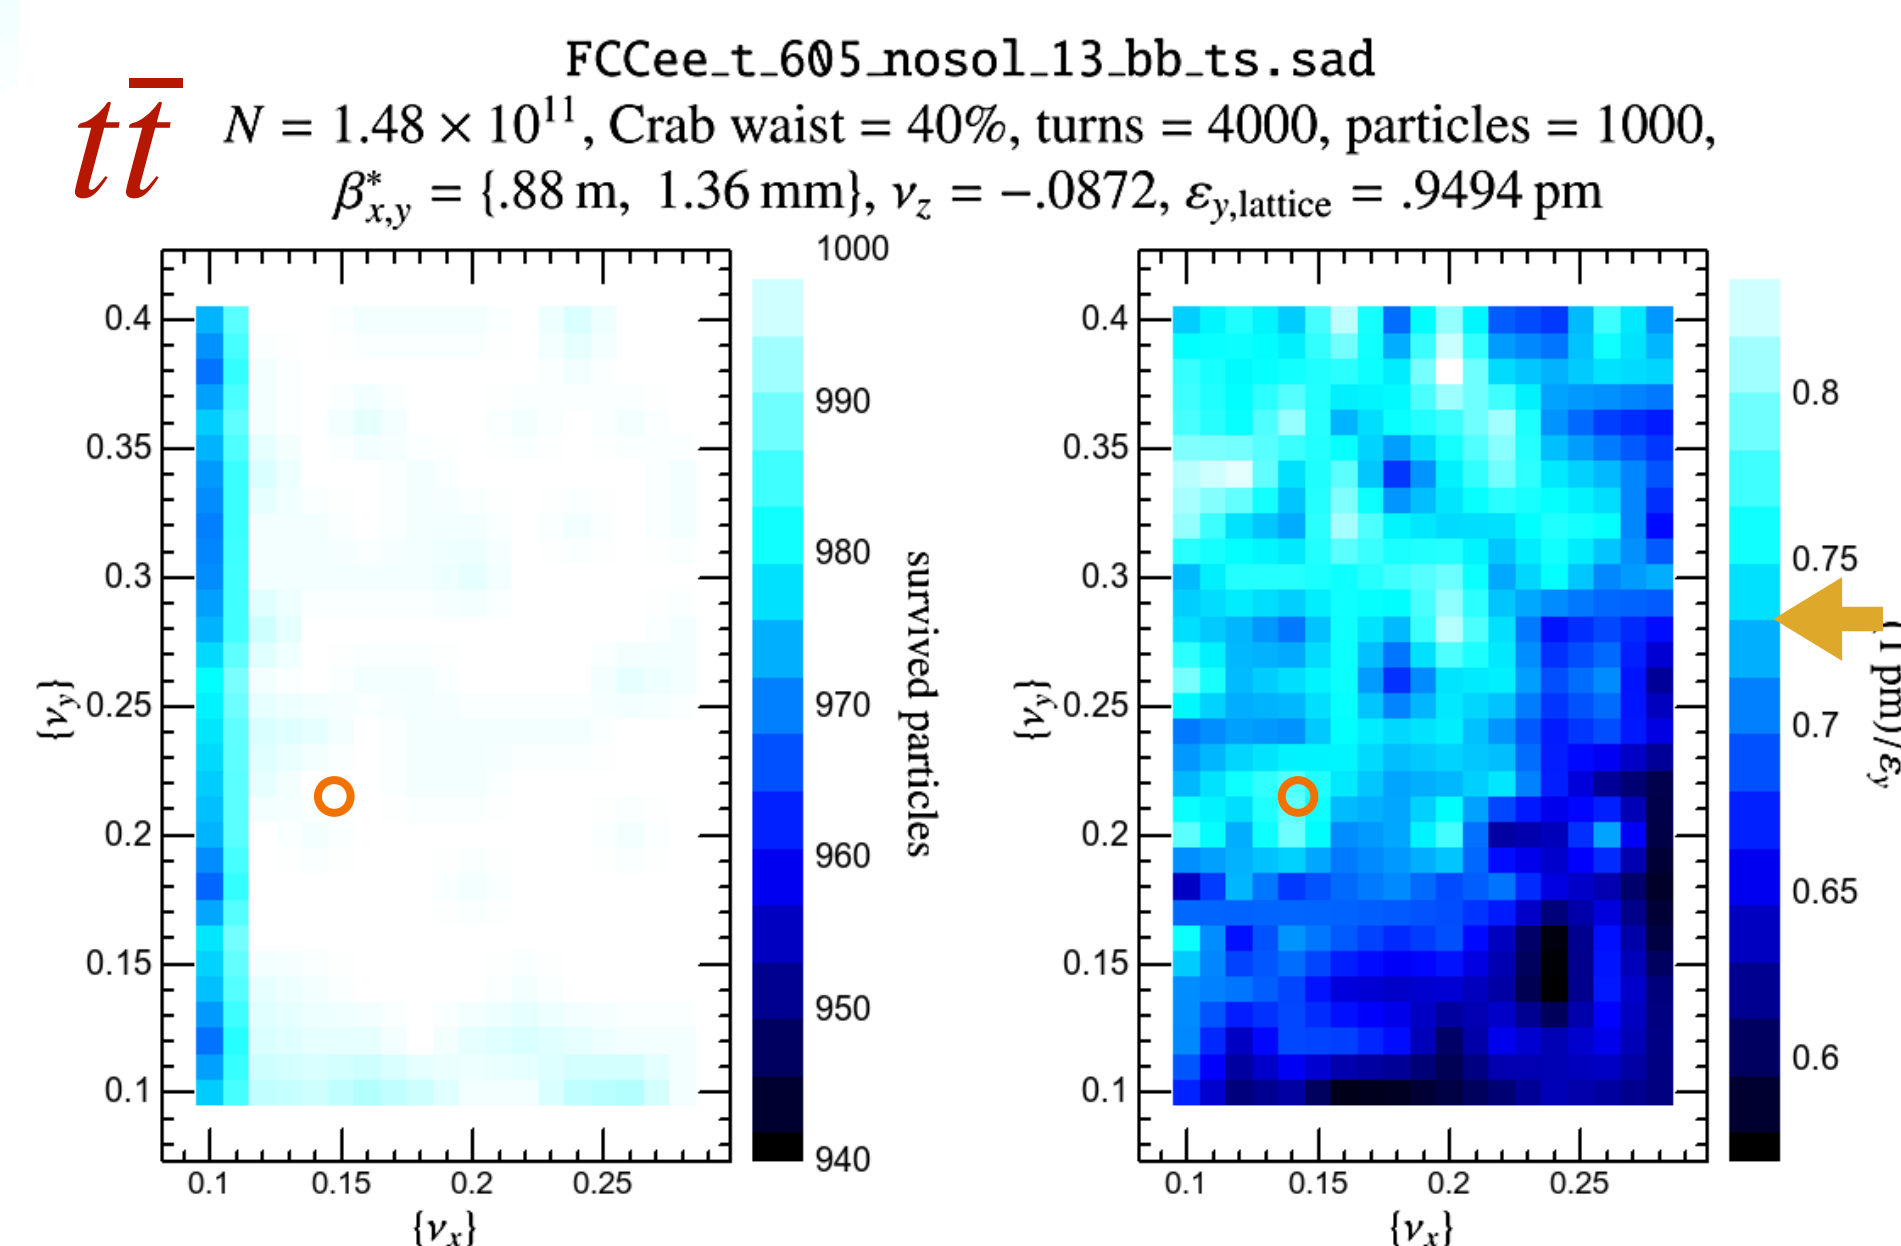 FCCee_t_605_nosol_13_bb_ts.sad
tt̄
N = 1.48 × 10¹¹, Crab waist = 40%, turns = 4000, particles = 1000,
β*x,y = {.88 m, 1.36 mm}, νz = −.0872, εy,lattice = .9494 pm
0.4
0.35
0.3
0.25
0.2
0.15
0.1
{νy}
0.1 0.15 0.2 0.25
{νx}
1000
990
980
970
960
950
940
survived particles
0.4
0.35
0.3
0.25
0.2
0.15
0.1
{νy}
0.1 0.15 0.2 0.25
{νx}
0.8
0.75
0.7
0.65
0.6
(1 pm)/εy